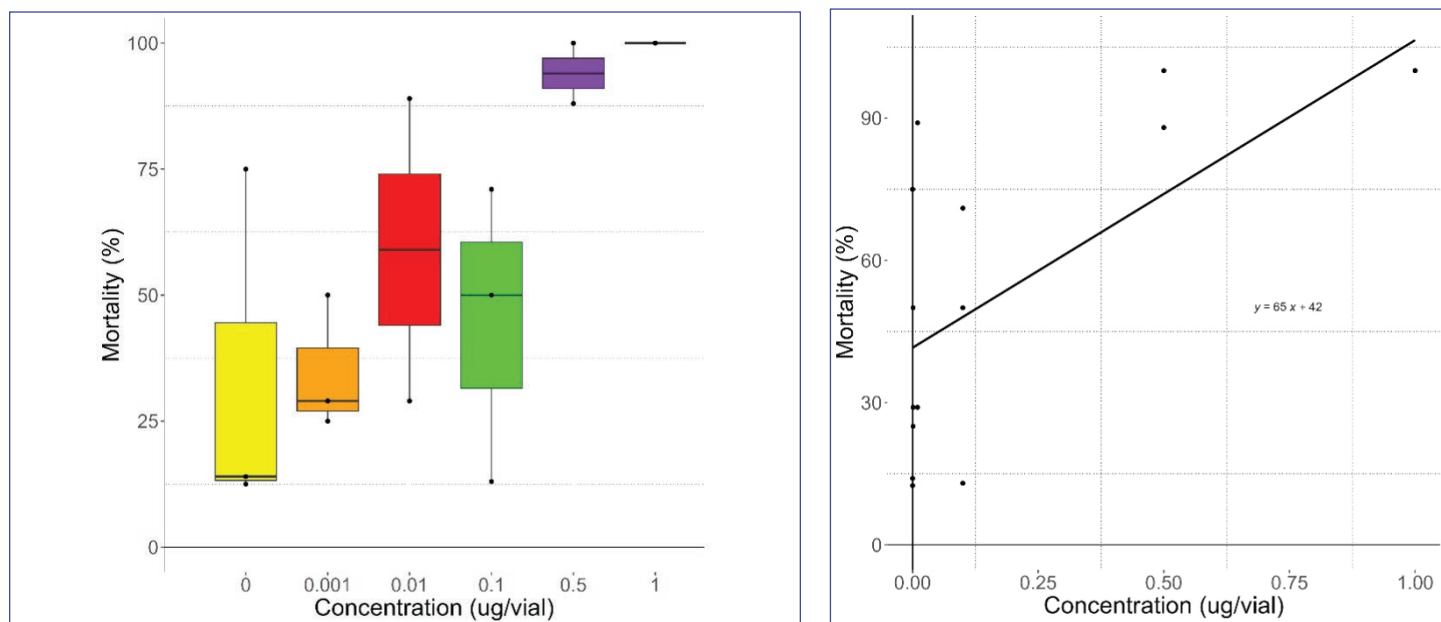 100
75
50
25
0
Mortality (%)
0 0.001 0.01 0.1 0.5 1
Concentration (ug/vial)
90
60
30
0
Mortality (%)
y = 65 x + 42
0.00 0.25 0.50 0.75 1.00
Concentration (ug/vial)